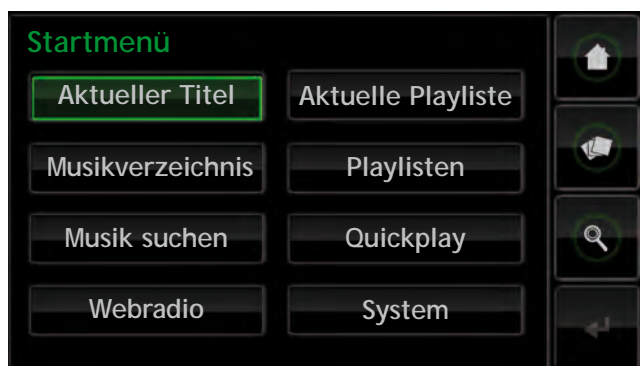 Startmenü
Aktueller Titel
Aktuelle Playliste
Musikverzeichnis
Playlisten
Musik suchen
Quickplay
Webradio
System